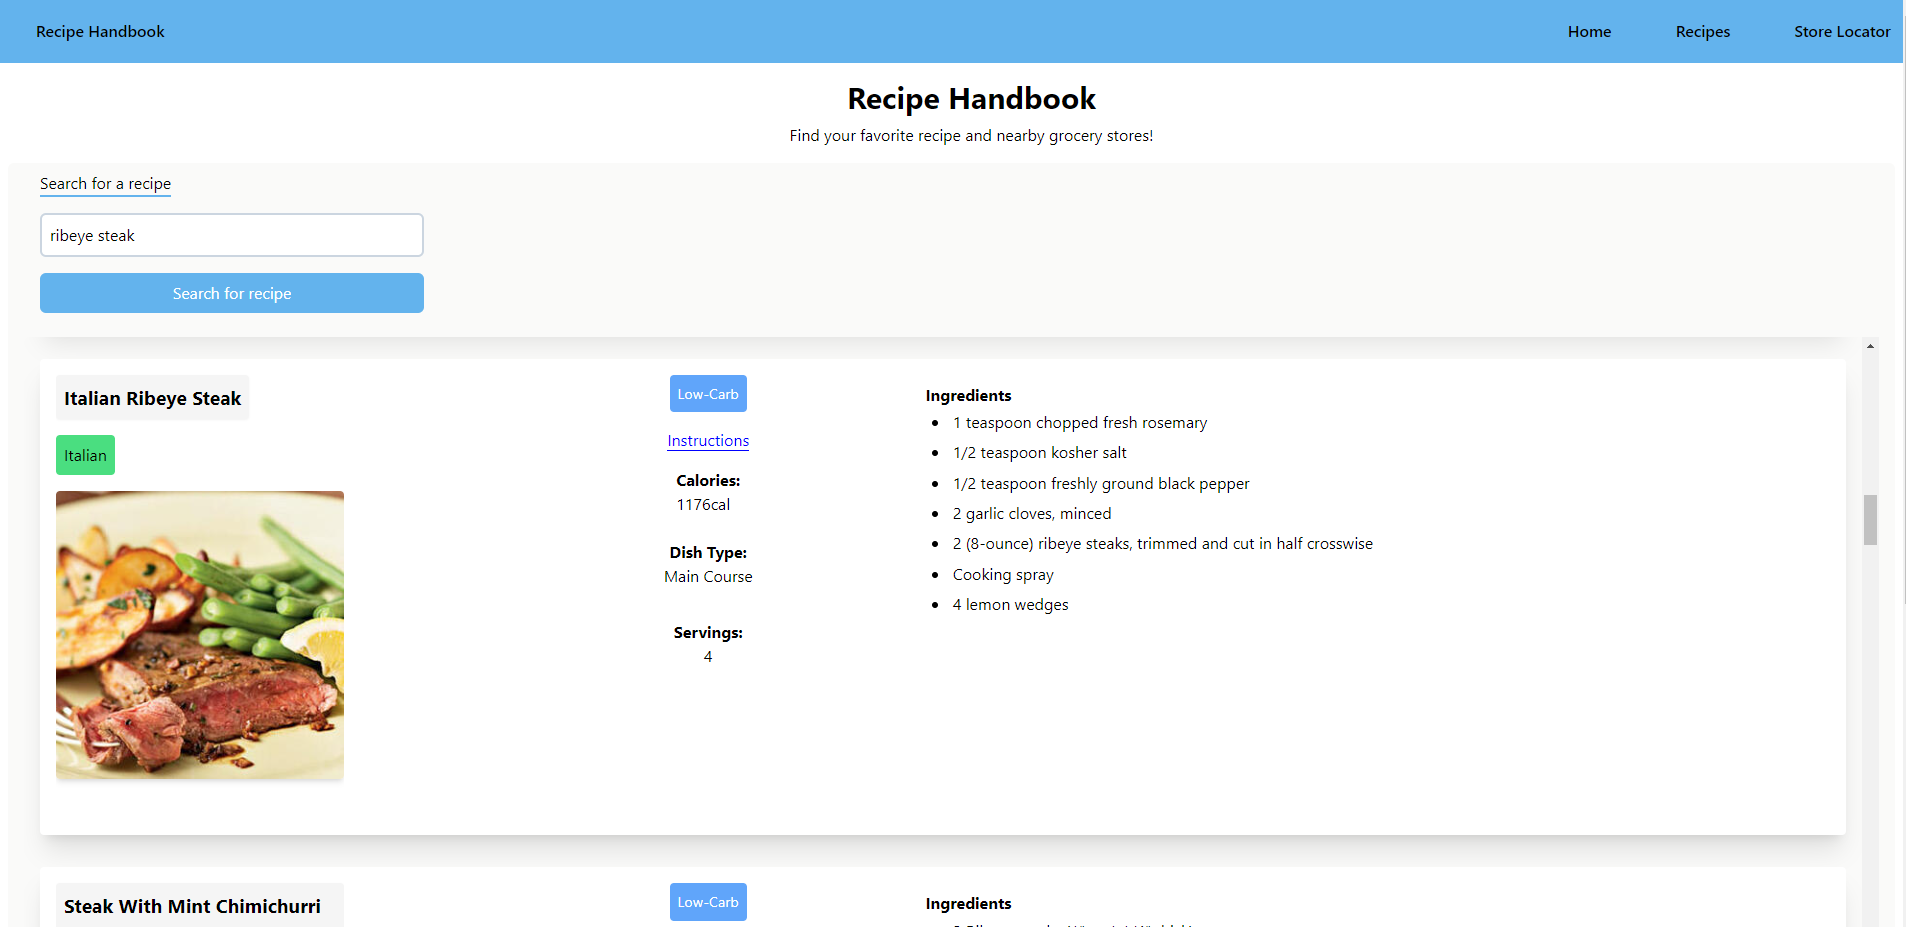 Recipe Handbook
Home
Recipes
Store Locator
Recipe Handbook
Find your favorite recipe and nearby grocery stores!
Search for a recipe
ribeye steak
Search for recipe
Italian Ribeye Steak
Italian
Low-Carb
Instructions
Calories:
1176cal
Dish Type:
Main Course
Servings:
4
Ingredients
1 teaspoon chopped fresh rosemary
1/2 teaspoon kosher salt
1/2 teaspoon freshly ground black pepper
2 garlic cloves, minced
2 (8-ounce) ribeye steaks, trimmed and cut in half crosswise
Cooking spray
4 lemon wedges
Steak With Mint Chimichurri
Low-Carb
Ingredients